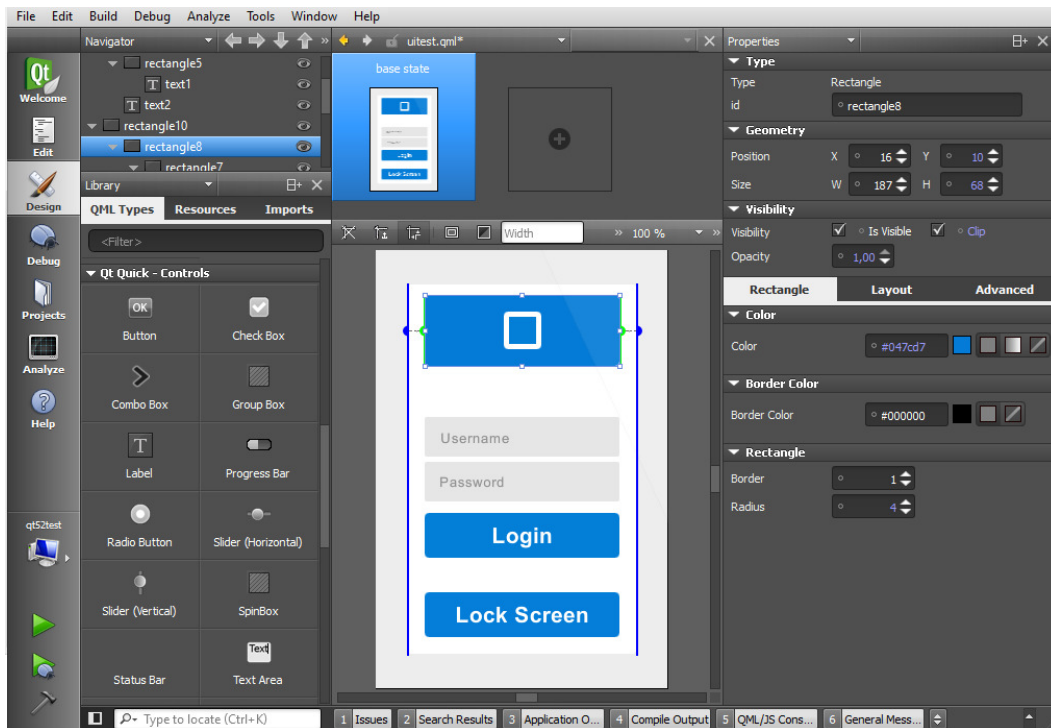 File Edit Build Debug Analyze Tools Window Help
Navigator
» uitest.qml*
Properties
rectangle5
text1
text2
rectangle10
rectangle8
rectangle7
base state
Type
Type Rectangle
id rectangle8
Geometry
Position X 16 Y 10
Size W 187 H 68
Visibility
Visibility Is Visible Clip
Opacity 1,00
Rectangle Layout Advanced
Color
Color #047cd7
Border Color
Border Color #000000
Rectangle
Border 1
Radius 4
Qt
Welcome
Edit
Design
Debug
Projects
Analyze
Help
qt52test
Library
QML Types Resources Imports
<Filter>
Qt Quick - Controls
OK
Button Check Box
Combo Box Group Box
T
Label Progress Bar
Radio Button Slider (Horizontal)
Slider (Vertical) SpinBox
Text
Status Bar Text Area
Width » 100 % »
Username
Password
Login
Lock Screen
Type to locate (Ctrl+K)
1 Issues 2 Search Results 3 Application O... 4 Compile Output 5 QML/JS Cons... 6 General Mess...